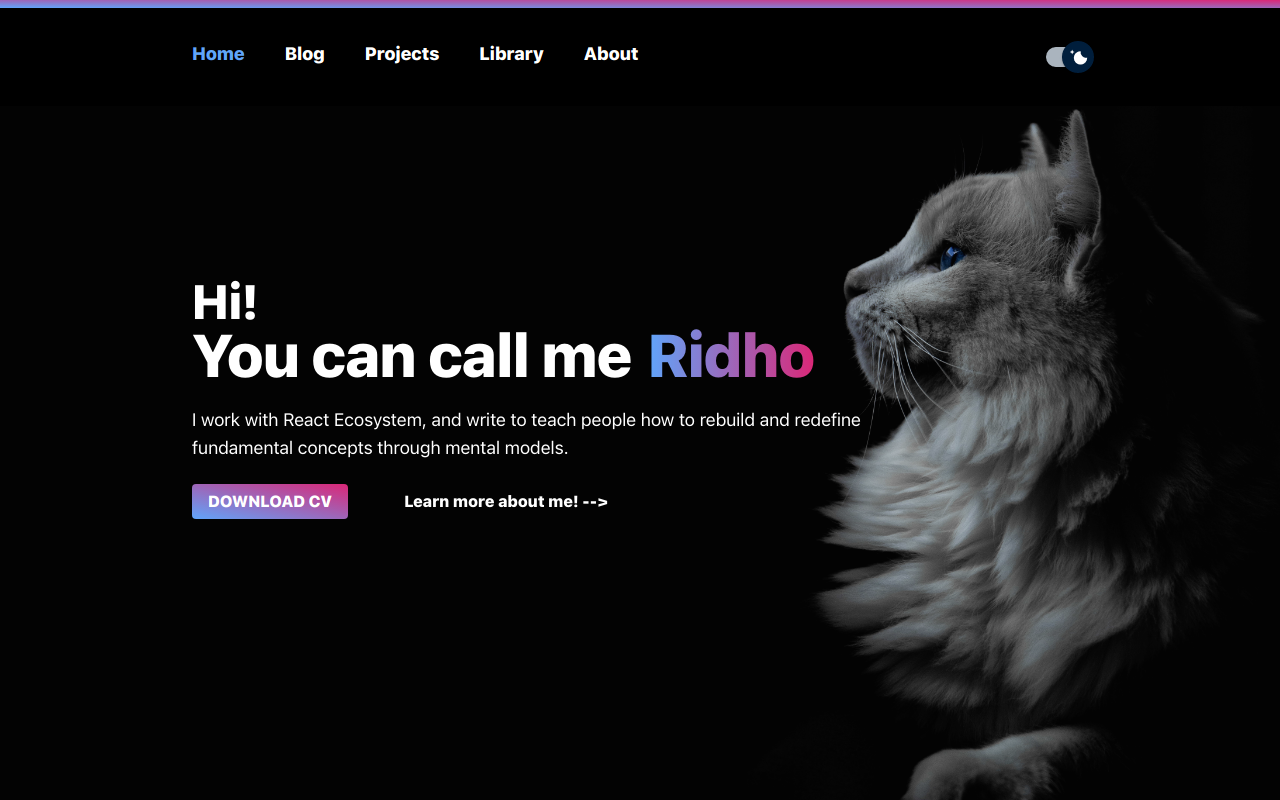 Home Blog Projects Library About
Hi!
You can call me Ridho
I work with React Ecosystem, and write to teach people how to rebuild and redefine
fundamental concepts through mental models.
DOWNLOAD CV Learn more about me! -->